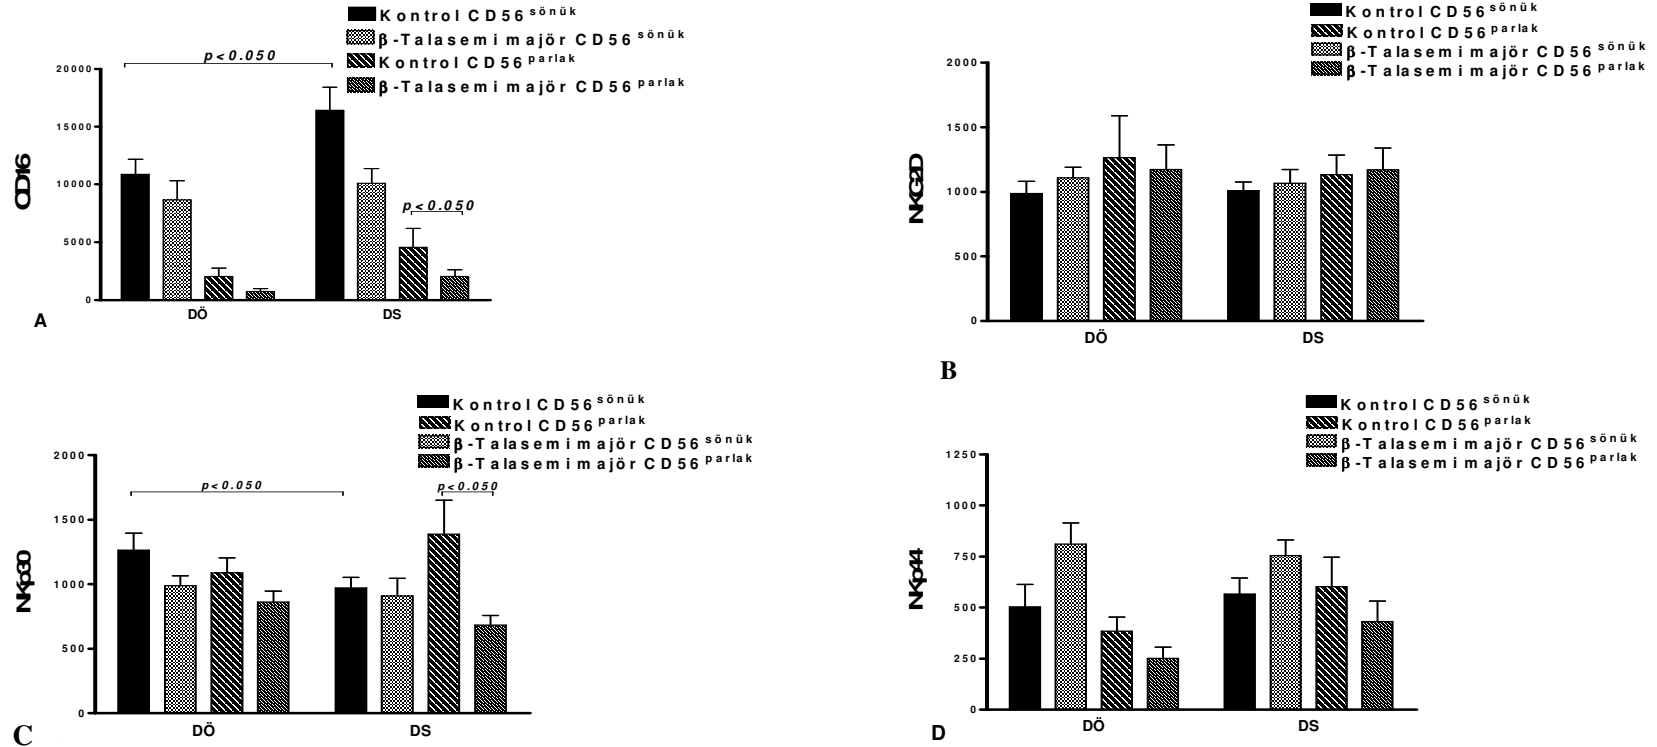 Kontrol CD56 sönük
β-Talasemi majör CD56 sönük
Kontrol CD56 parlak
β-Talasemi majör CD56 parlak
p<0.050
20000
15000
10000
5000
0
CD16
p<0.050
DÖ
DS
A
Kontrol CD56 sönük
Kontrol CD56 parlak
β-Talasemi majör CD56 sönük
β-Talasemi majör CD56 parlak
2000
1500
1000
500
0
NKG2D
DÖ
DS
B
Kontrol CD56 sönük
Kontrol CD56 parlak
β-Talasemi majör CD56 sönük
β-Talasemi majör CD56 parlak
2000
1500
1000
500
0
NKp30
p<0.050
p<0.050
DÖ
DS
C
Kontrol CD56 sönük
Kontrol CD56 parlak
β-Talasemi majör CD56 sönük
β-Talasemi majör CD56 parlak
1250
1000
750
500
250
0
NKp44
DÖ
DS
D